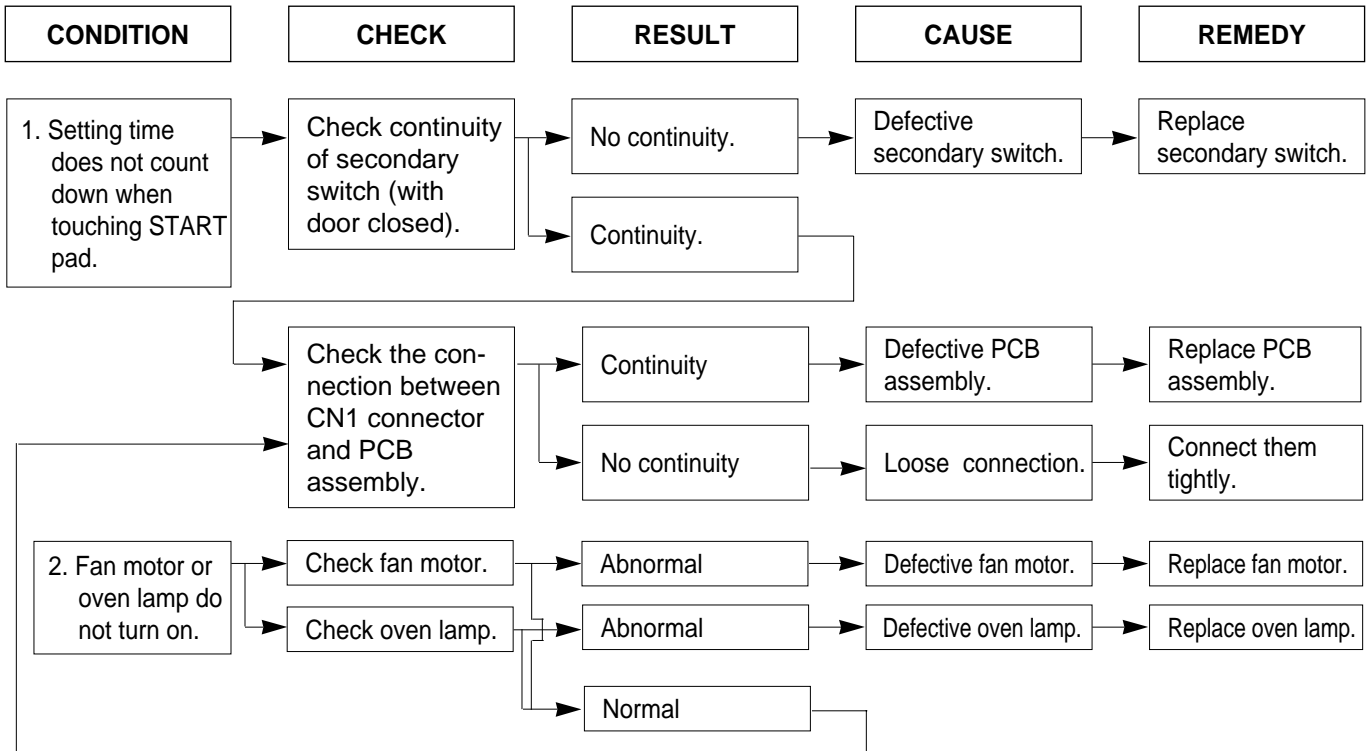 CONDITION
CHECK
RESULT
CAUSE
REMEDY
1. Setting time
does not count
down when
touching START
pad.
Check continuity
of secondary
switch (with
door closed).
No continuity.
Defective
secondary switch.
Replace
secondary switch.
Continuity.
Check the con-
nection between
CN1 connector
and PCB
assembly.
Continuity
Defective PCB
assembly.
Replace PCB
assembly.
No continuity
Loose connection.
Connect them
tightly.
2. Fan motor or
oven lamp do
not turn on.
Check fan motor.
Abnormal
Defective fan motor.
Replace fan motor.
Check oven lamp.
Abnormal
Defective oven lamp.
Replace oven lamp.
Normal